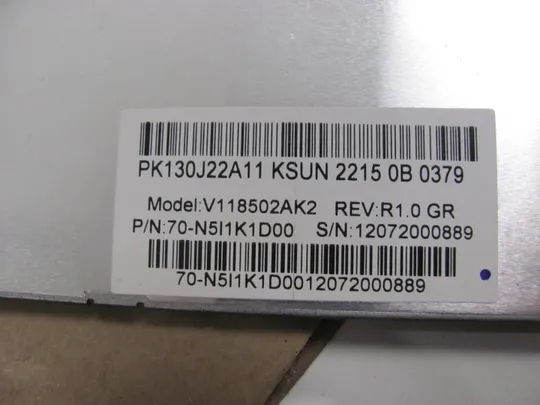 PK130J22A11 KSUN 2215 0B 0379
Model:V118502AK2 REV:R1.0 GR
P/N:70-N5I1K1D00 S/N:12072000889
70-N5I1K1D0012072000889